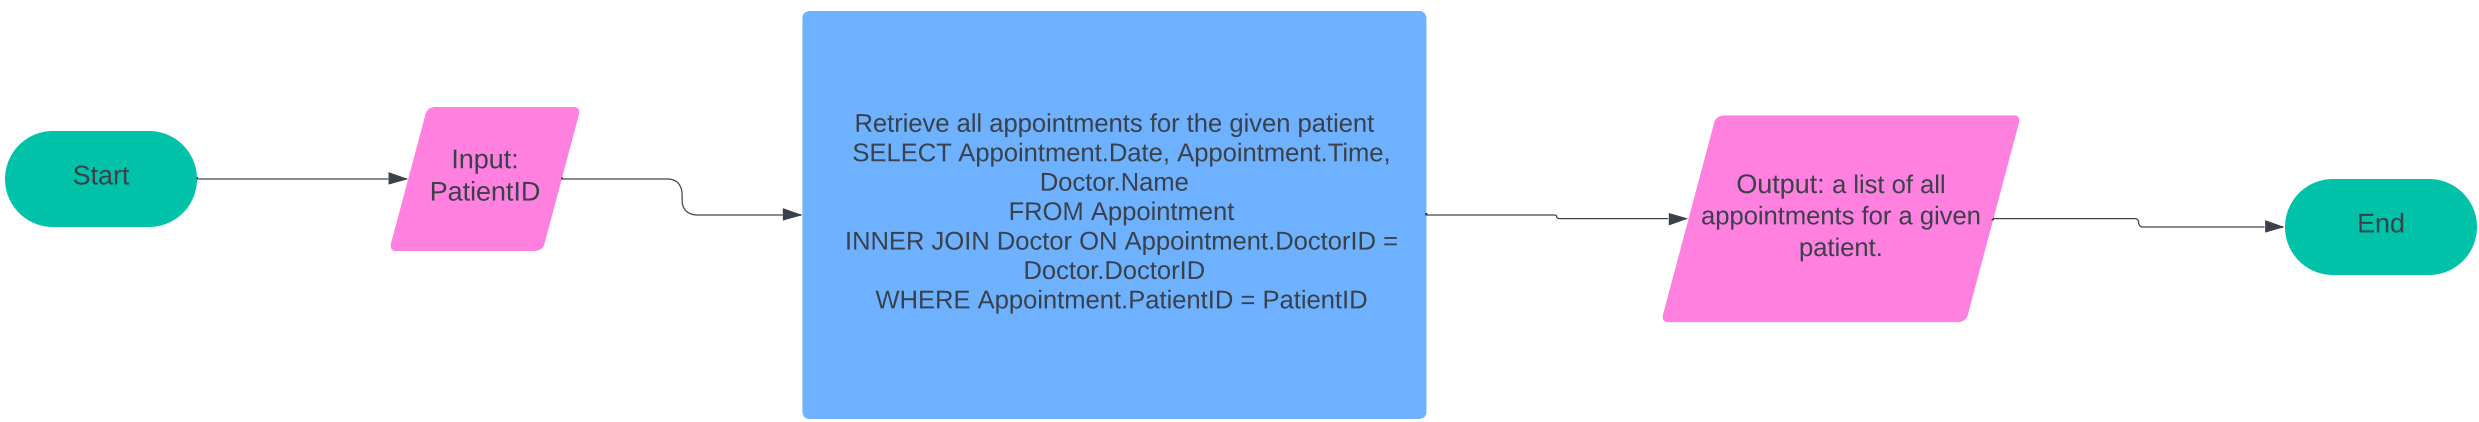 Start
Input:
PatientID
Retrieve all appointments for the given patient
SELECT Appointment.Date, Appointment.Time,
Doctor.Name
FROM Appointment
INNER JOIN Doctor ON Appointment.DoctorID =
Doctor.DoctorID
WHERE Appointment.PatientID = PatientID
Output: a list of all
appointments for a given
patient.
End